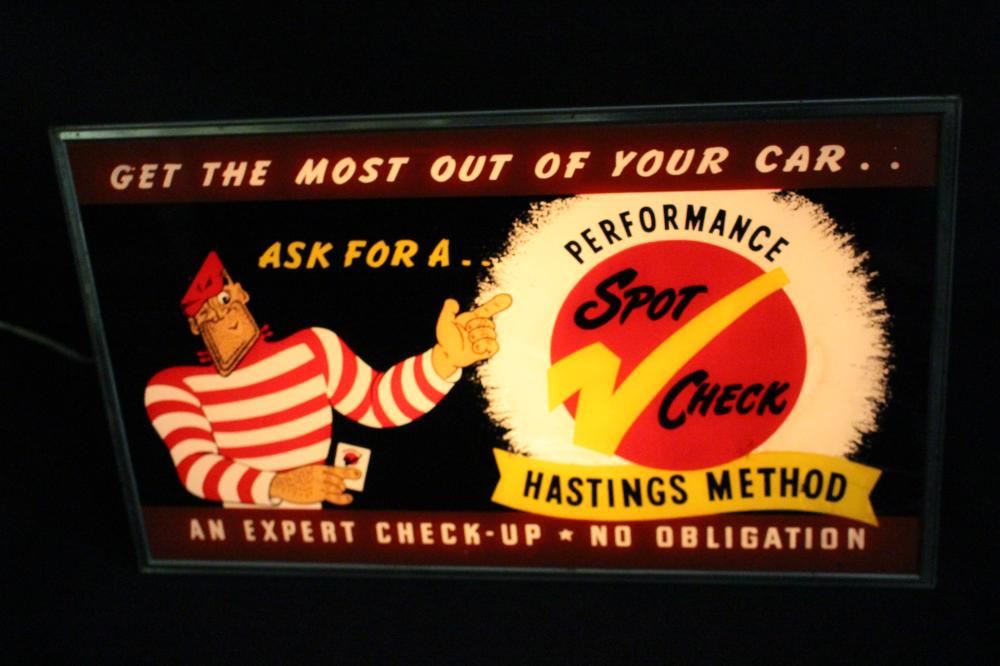 GET THE MOST OUT OF YOUR CAR..
ASK FOR A...
PERFORMANCE
SPOT
CHECK
HASTINGS METHOD
AN EXPERT CHECK-UP * NO OBLIGATION